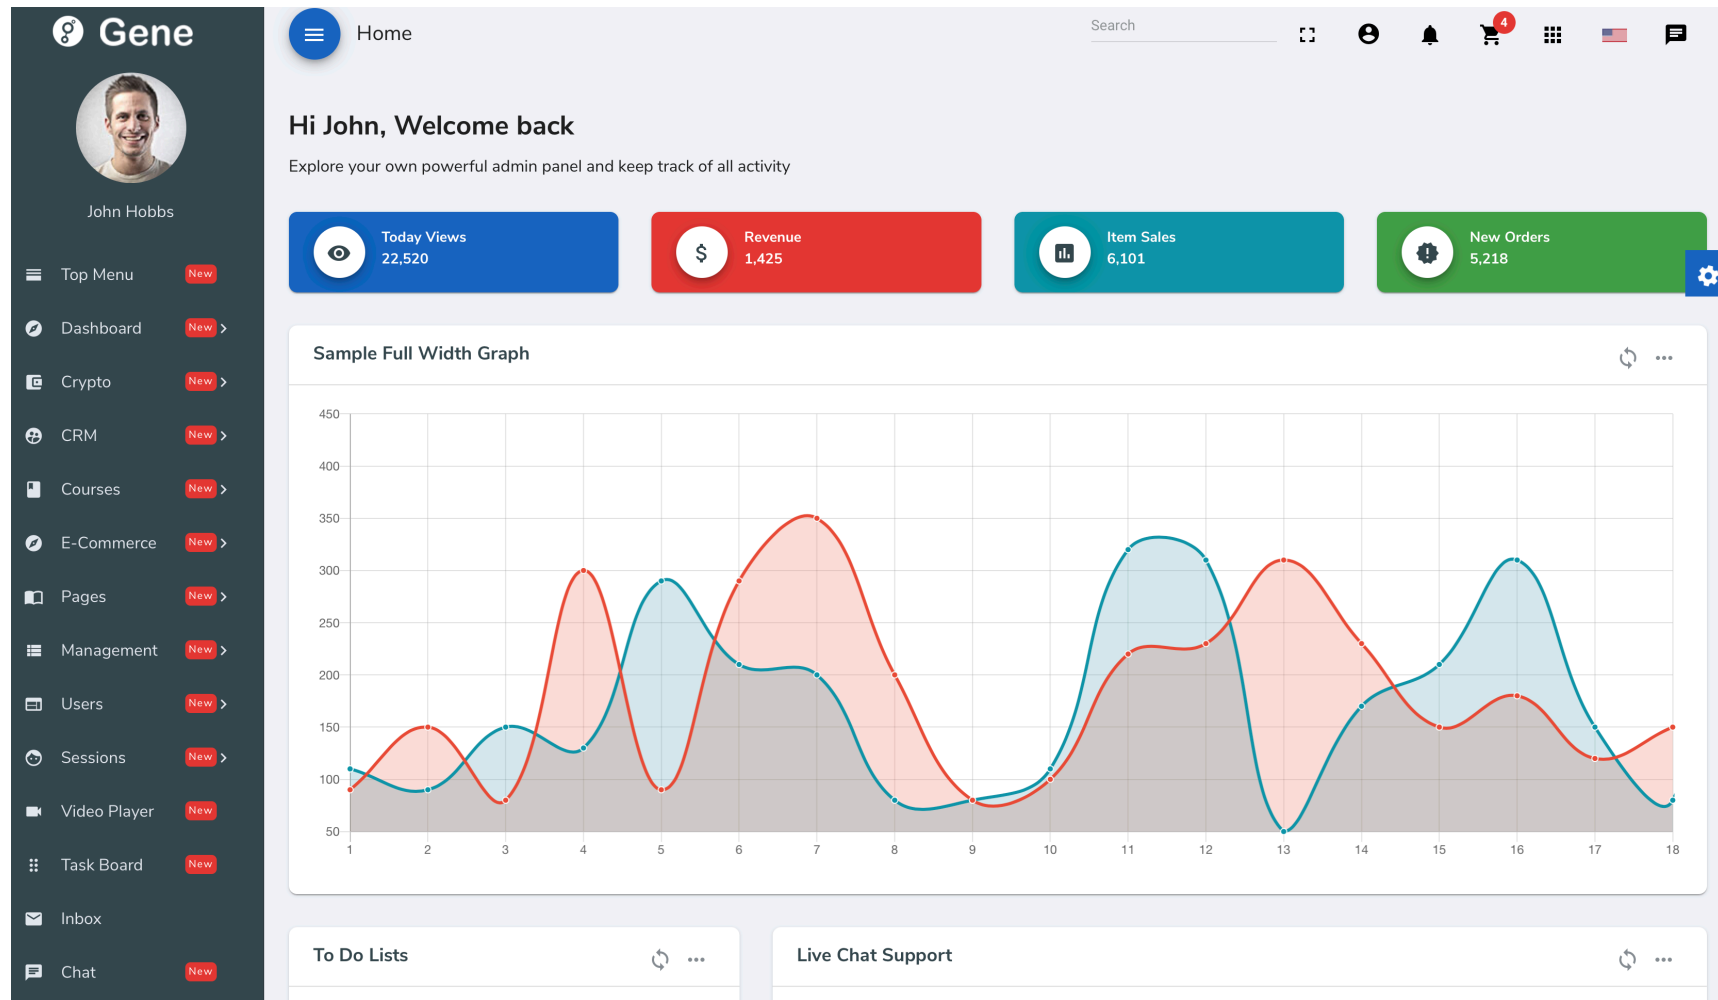 Gene
John Hobbs
Top Menu New
Dashboard New
Crypto New
CRM New
Courses New
E-Commerce New
Pages New
Management New
Users New
Sessions New
Video Player New
Task Board New
Inbox
Chat New
Home
Search
4
Hi John, Welcome back
Explore your own powerful admin panel and keep track of all activity
Today Views
22,520
Revenue
1,425
Item Sales
6,101
New Orders
5,218
Sample Full Width Graph
450
400
350
300
250
200
150
100
50
1 2 3 4 5 6 7 8 9 10 11 12 13 14 15 16 17 18
To Do Lists
Live Chat Support